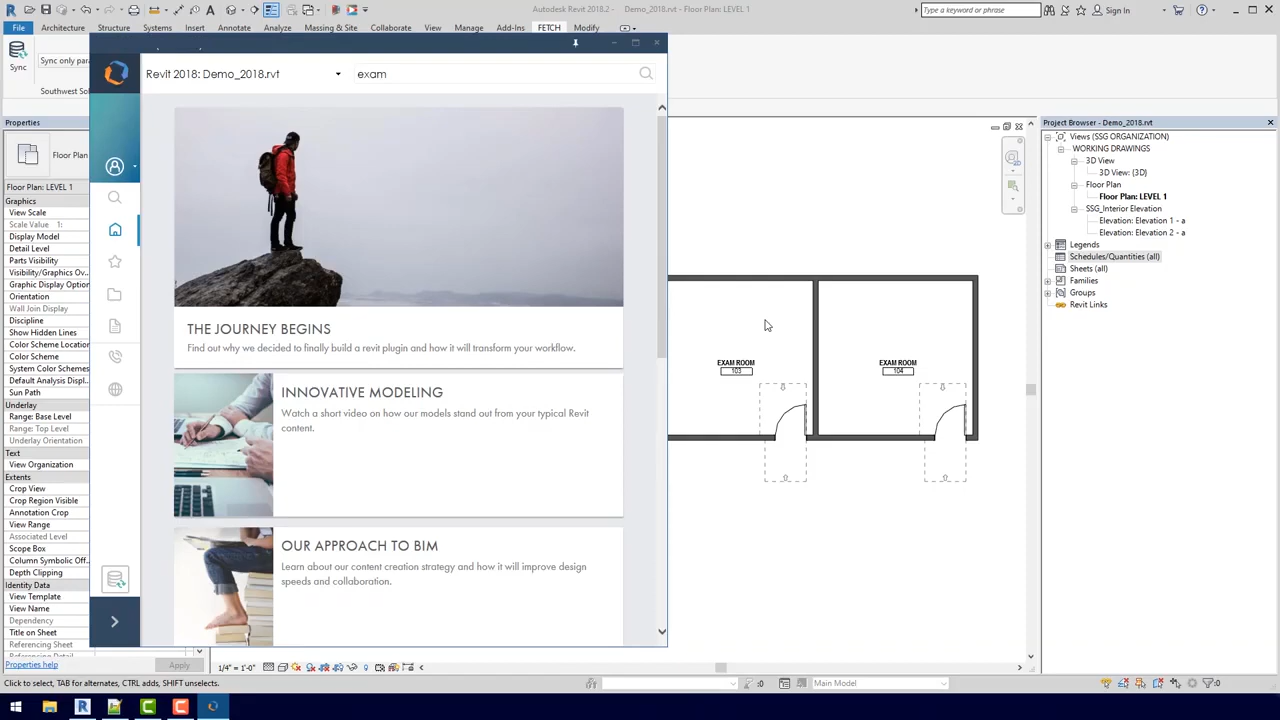 Autodesk Revit 2018.2 - Demo_2018.rvt - Floor Plan: LEVEL 1
Type a keyword or phrase
Sign In
File Architecture Structure Systems Insert Annotate Analyze Massing & Site Collaborate View Manage Add-Ins FETCH Modify
Sync
Sync only par
Southwest Sol
Revit 2018: Demo_2018.rvt
exam
THE JOURNEY BEGINS
Find out why we decided to finally build a revit plugin and how it will transform your workflow.
INNOVATIVE MODELING
Watch a short video on how our models stand out from your typical Revit
content.
OUR APPROACH TO BIM
Learn about our content creation strategy and how it will improve design
speeds and collaboration.
Properties
Floor Plan
Floor Plan: LEVEL 1
Graphics
View Scale
Scale Value 1:
Display Model
Detail Level
Parts Visibility
Visibility/Graphics Ov
Graphic Display Option
Orientation
Wall Join Display
Discipline
Show Hidden Lines
Color Scheme Location
Color Scheme
System Color Schemes
Default Analysis Displ
Sun Path
Underlay
Range: Base Level
Range: Top Level
Underlay Orientation
Text
View Organization
Extents
Crop View
Crop Region Visible
Annotation Crop
View Range
Associated Level
Scope Box
Column Symbolic Off
Depth Clipping
Identity Data
View Template
View Name
Dependency
Title on Sheet
Referencing Sheet
Properties help
Apply
EXAM ROOM
103
EXAM ROOM
104
Project Browser - Demo_2018.rvt
Views (SSG ORGANIZATION)
WORKING DRAWINGS
3D View
3D View: {3D}
Floor Plan
Floor Plan: LEVEL 1
SSG_Interior Elevation
Elevation: Elevation 1 - a
Elevation: Elevation 2 - a
Legends
Schedules/Quantities (all)
Sheets (all)
Families
Groups
Revit Links
1/4" = 1'-0"
Click to select, TAB for alternates, CTRL adds, SHIFT unselects.
:0
Main Model
:0